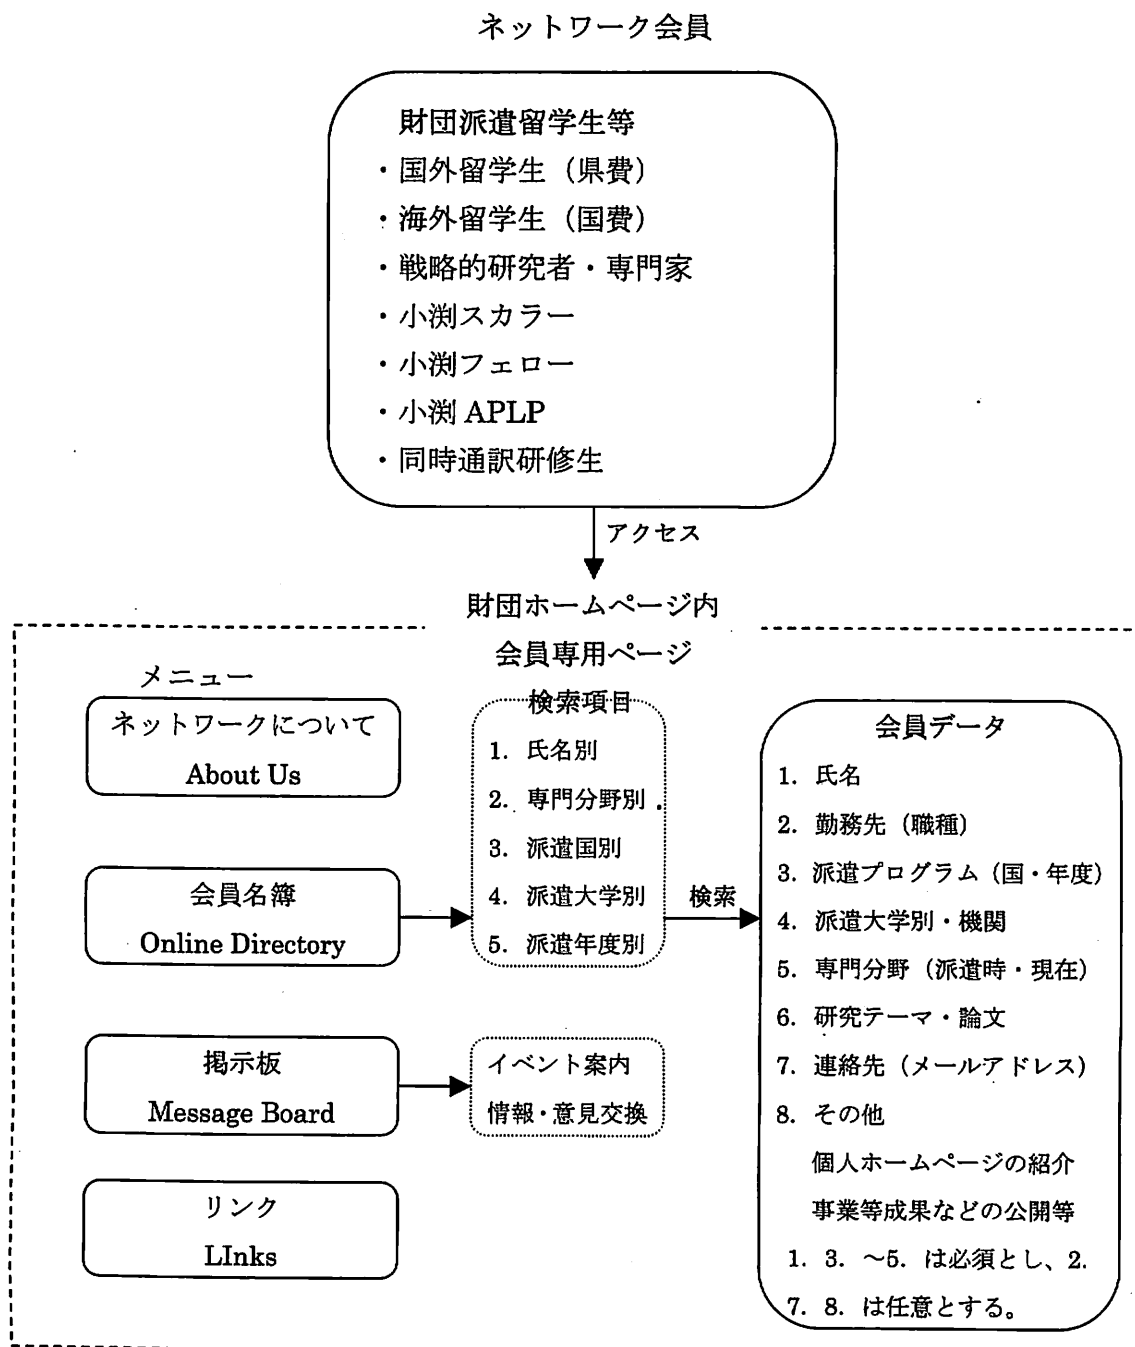 ネットワーク会員
財団派遣留学生等
・国外留学生（県費）
・海外留学生（国費）
・戦略的研究者・専門家
・小渕スカラー
・小渕フェロー
・小渕 APLP
・同時通訳研修生
アクセス
財団ホームページ内
会員専用ページ
メニュー
ネットワークについて
About Us
会員名簿
Online Directory
掲示板
Message Board
リンク
LInks
検索項目
1. 氏名別
2. 専門分野別
3. 派遣国別
4. 派遣大学別
5. 派遣年度別
イベント案内
情報・意見交換
検索
会員データ
1. 氏名
2. 勤務先（職種）
3. 派遣プログラム（国・年度）
4. 派遣大学別・機関
5. 専門分野（派遣時・現在）
6. 研究テーマ・論文
7. 連絡先（メールアドレス）
8. その他
個人ホームページの紹介
事業等成果などの公開等
1. 3. ～5. は必須とし、2.
7. 8. は任意とする。